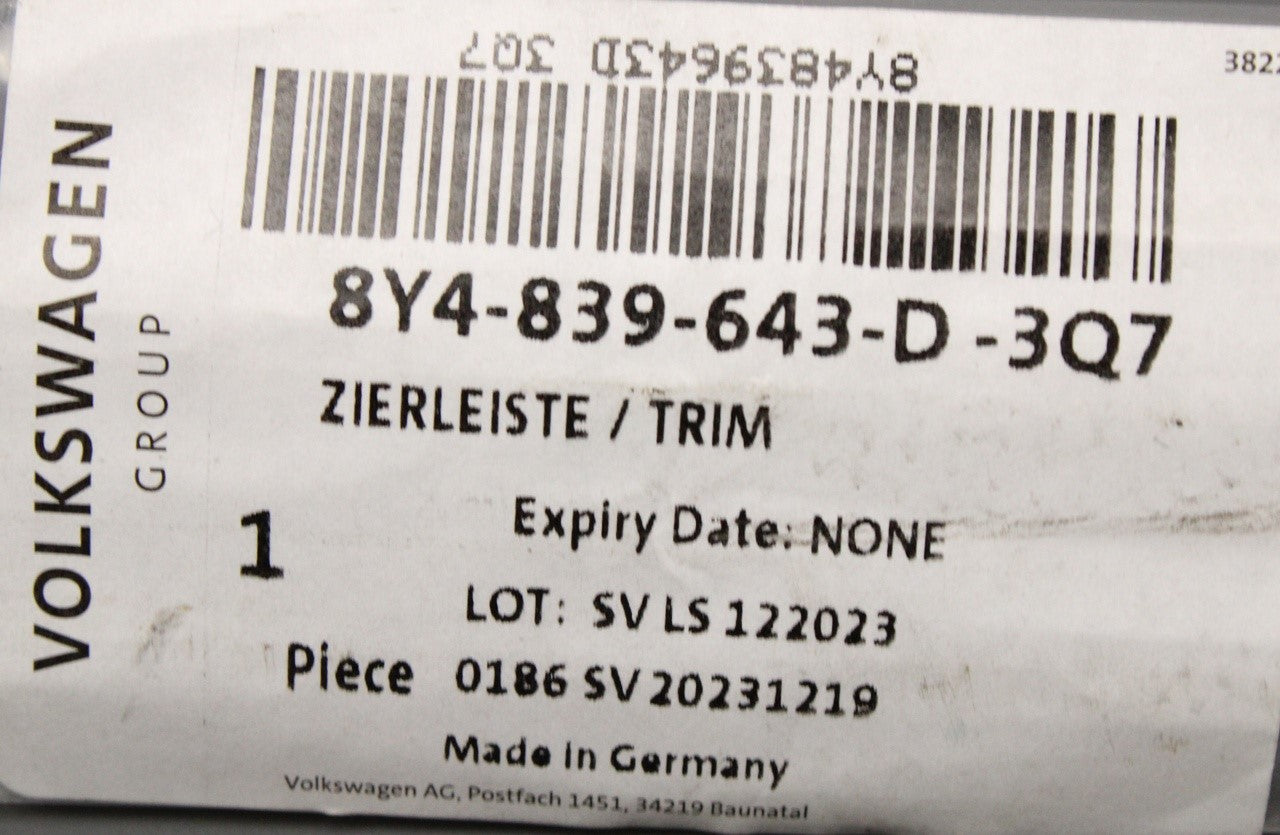 3822
8Y4839643D 3Q7
VOLKSWAGEN
GROUP
8Y4-839-643-D -3Q7
ZIERLEISTE / TRIM
1
Expiry Date: NONE
LOT: SV LS 122023
Piece 0186 SV 20231219
Made in Germany
Volkswagen AG, Postfach 1451, 34219 Baunatal